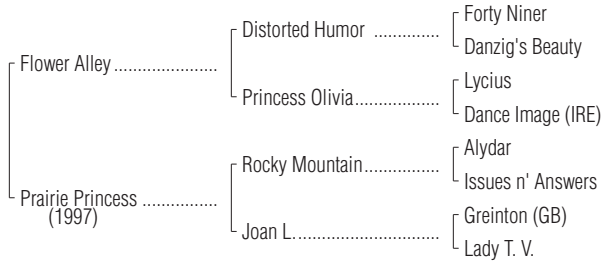 Forty Niner
Distorted Humor ..............
Danzig's Beauty
Flower Alley ......................
Lycius
Princess Olivia..................
Dance Image (IRE)
Alydar
Rocky Mountain................
Issues n' Answers
Prairie Princess ................
(1997)
Greinton (GB)
Joan L. ..............................
Lady T. V.